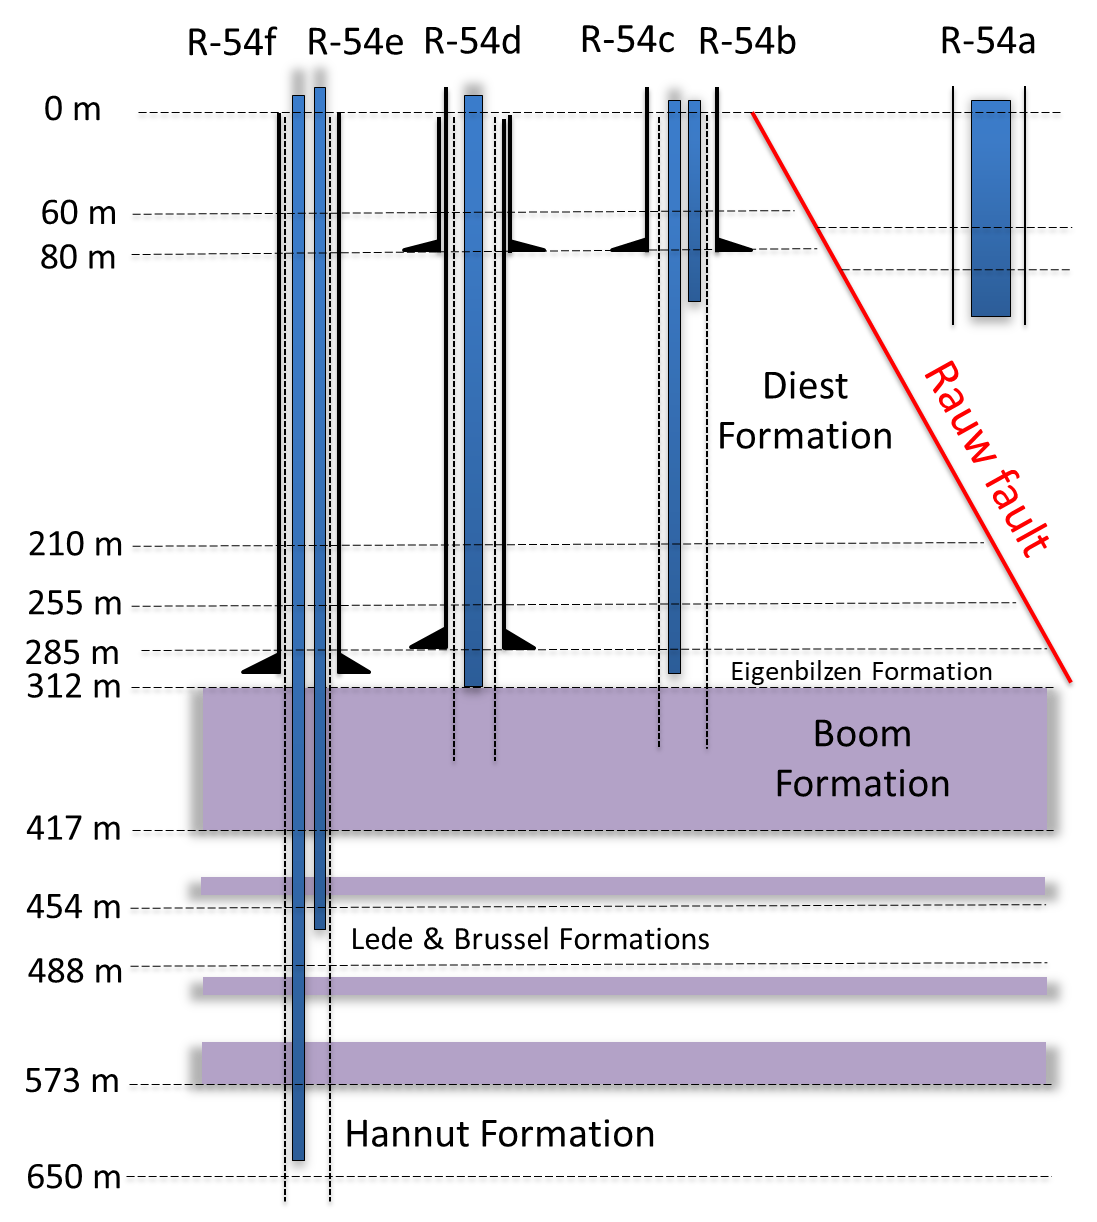 R-54f R-54e R-54d R-54c R-54b R-54a
0 m
60 m
80 m
Diest
Formation
Rauw fault
210 m
255 m
285 m
Eigenbilzen Formation
312 m
Boom
Formation
417 m
454 m
Lede & Brussel Formations
488 m
573 m
Hannut Formation
650 m